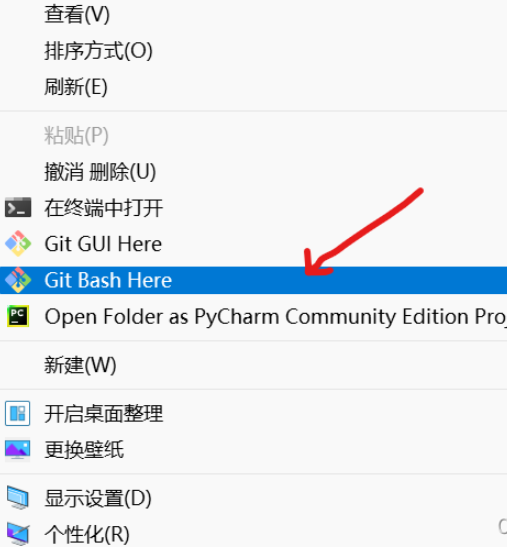 查看(V)
排序方式(O)
刷新(E)
粘贴(P)
撤消 删除(U)
在终端中打开
Git GUI Here
Git Bash Here
Open Folder as PyCharm Community Edition Pro
新建(W)
开启桌面整理
更换壁纸
显示设置(D)
个性化(R)